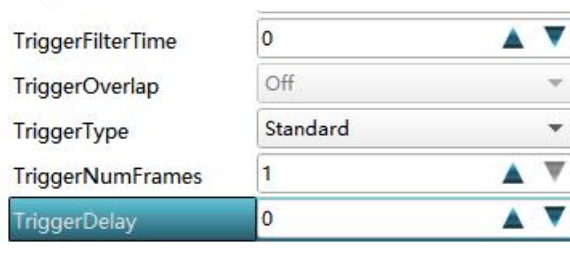 TriggerFilterTime 0
TriggerOverlap Off
TriggerType Standard
TriggerNumFrames 1
TriggerDelay 0